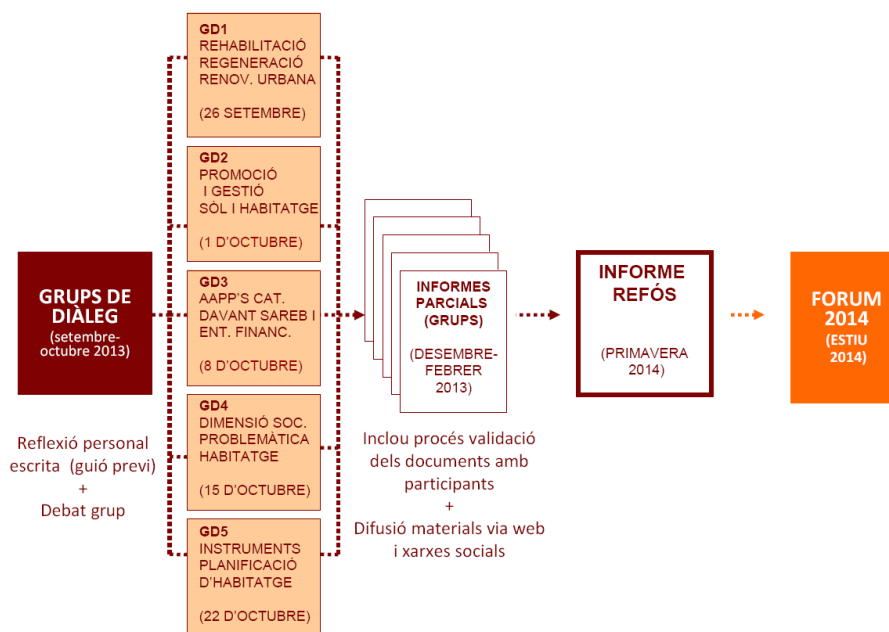 GRUPS DE
DIÀLEG
(setembre-
octubre 2013)
Reflexió personal
escrita (guió previ)
+
Debat grup
GD1
REHABILITACIÓ
REGENERACIÓ
RENOV. URBANA
(26 SETEMBRE)
GD2
PROMOCIÓ
I GESTIÓ
SÒL I HABITATGE
(1 D'OCTUBRE)
GD3
AAPP'S CAT.
DAVANT SAREB I
ENT. FINANC.
(8 D'OCTUBRE)
GD4
DIMENSIÓ SOC.
PROBLEMÀTICA
HABITATGE
(15 D'OCTUBRE)
GD5
INSTRUMENTS
PLANIFICACIÓ
D'HABITATGE
(22 D'OCTUBRE)
INFORMES
PARCIALS
(GRUPS)
(DESEMBRE-
FEBRER
2013)
Inclou procés validació
dels documents amb
participants
+
Difusió materials via web
i xarxes socials
INFORME
REFÓS
(PRIMAVERA
2014)
FORUM
2014
(ESTIU
2014)